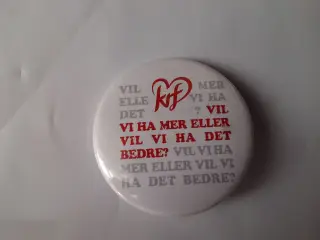 VIL krf MER
ELLE VI HA
DET ? VIL
VI HA MER ELLER
VIL VI HA DET
BEDRE? VIL VI HA
MER ELLER VIL VI
HA DET BEDRE?